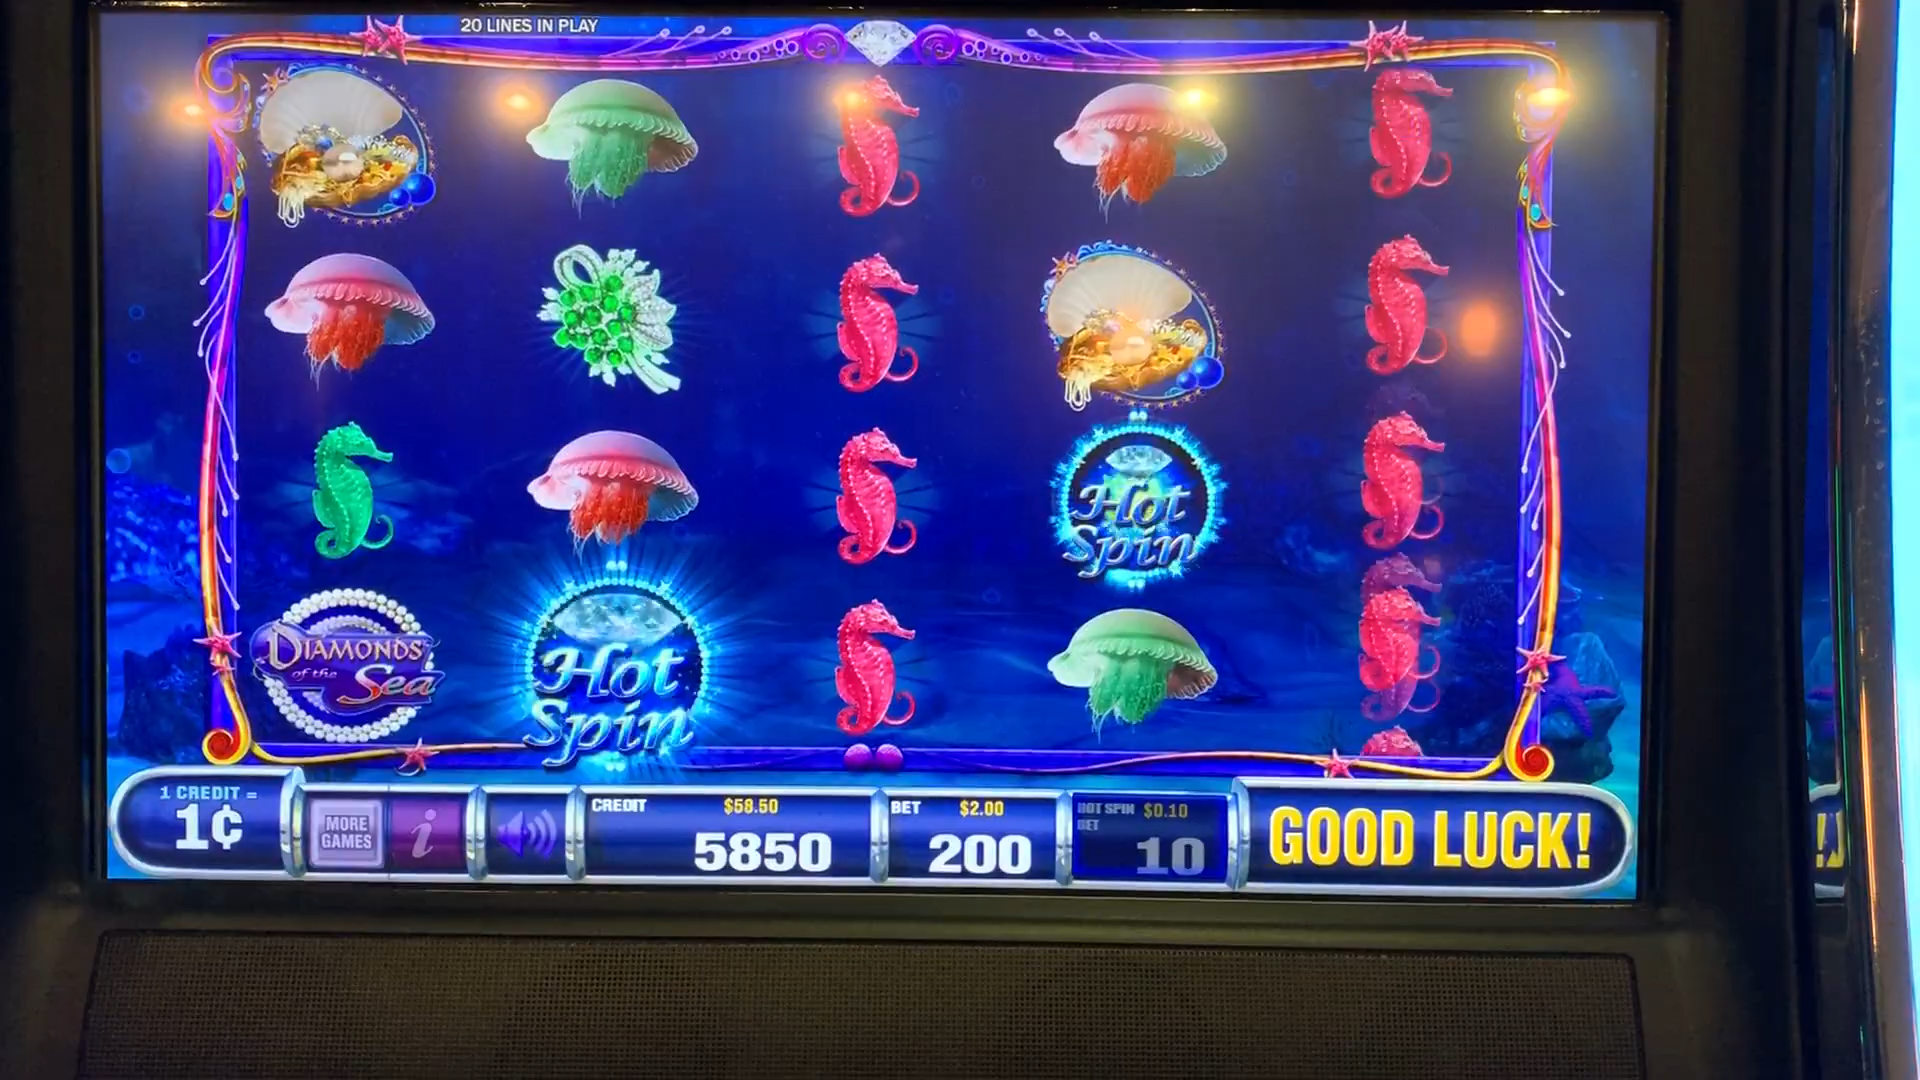 20 LINES IN PLAY
Hot
Spin
DIAMONDS
of the Sea
Hot
Spin
1 CREDIT =
1¢
MORE
GAMES
i
CREDIT $58.50
5850
BET $2.00
200
HOT SPIN $0.10
BET
10
GOOD LUCK!